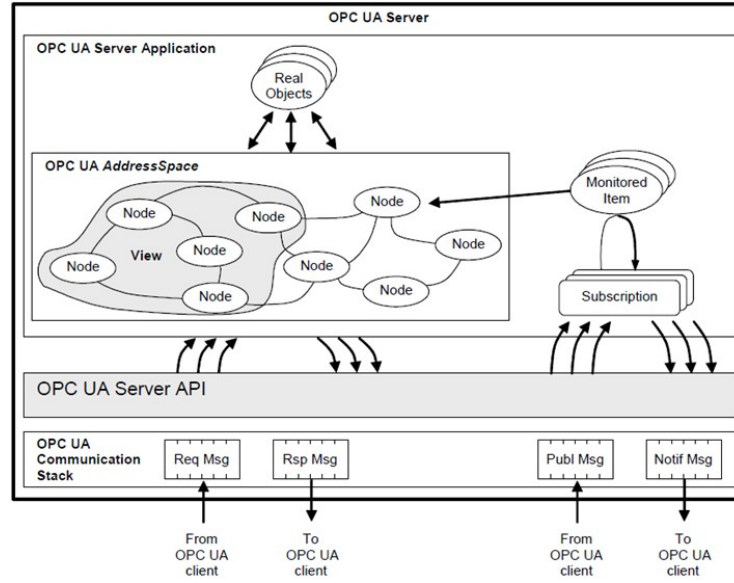 OPC UA Server
OPC UA Server Application
Real
Objects
OPC UA AddressSpace
Monitored
Item
Node
Node
Node
Node
View
Node
Node
Node
Node
Node
Node
Subscription
OPC UA Server API
OPC UA
Communication
Stack
Req Msg
Rsp Msg
Publ Msg
Notif Msg
From
OPC UA
client
To
OPC UA
client
From
OPC UA
client
To
OPC UA
client